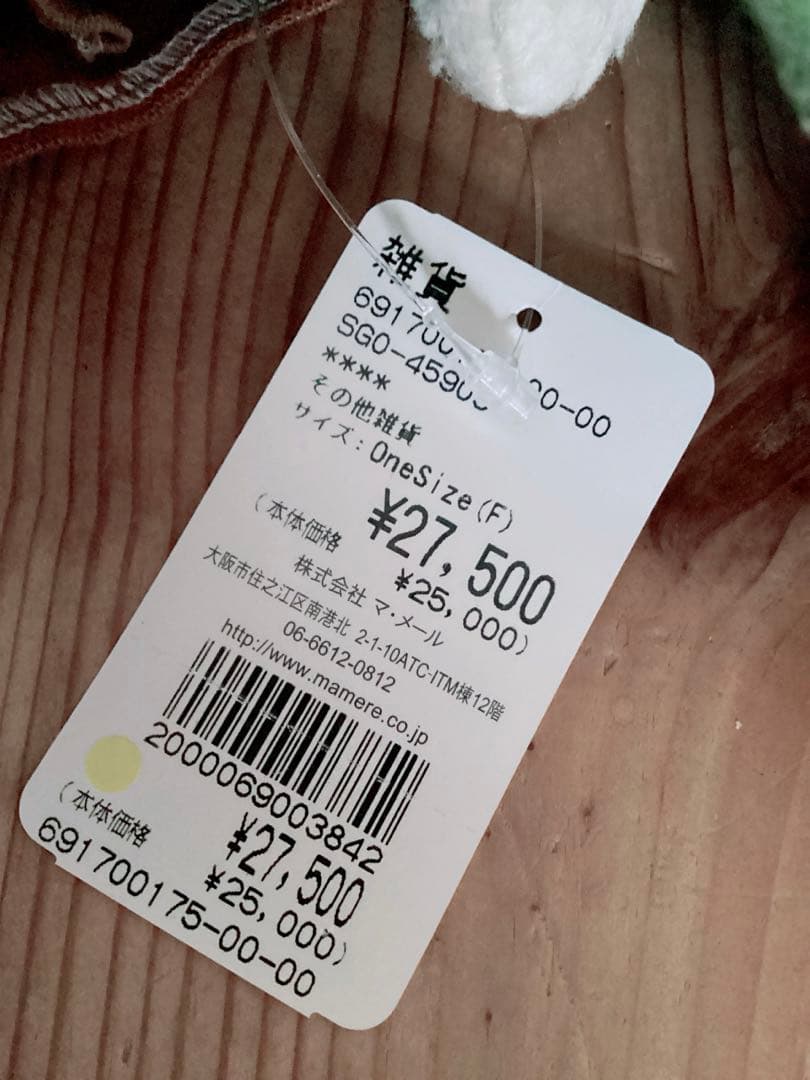 雑貨
69170017 00-00
SG0-4590
****
その他雑貨
サイズ:OneSize(F)
¥27,500
(本体価格 ¥25,000)
株式会社 マ・メール
大阪市住之江区南港北 2-1-10ATC-ITM棟12階
06-6612-0812
http://www.mamere.co.jp
2000069003842
¥27,500
(本体価格 ¥25,000)
691700175-00-00